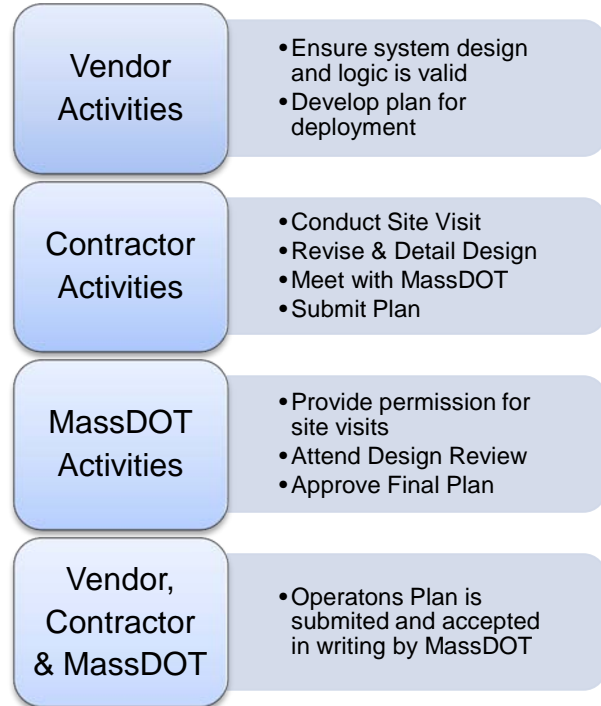 Vendor
Activities
•Ensure system design
and logic is valid
•Develop plan for
deployment
Contractor
Activities
•Conduct Site Visit
•Revise & Detail Design
•Meet with MassDOT
•Submit Plan
MassDOT
Activities
•Provide permission for
site visits
•Attend Design Review
•Approve Final Plan
Vendor,
Contractor
& MassDOT
•Operatons Plan is
submited and accepted
in writing by MassDOT